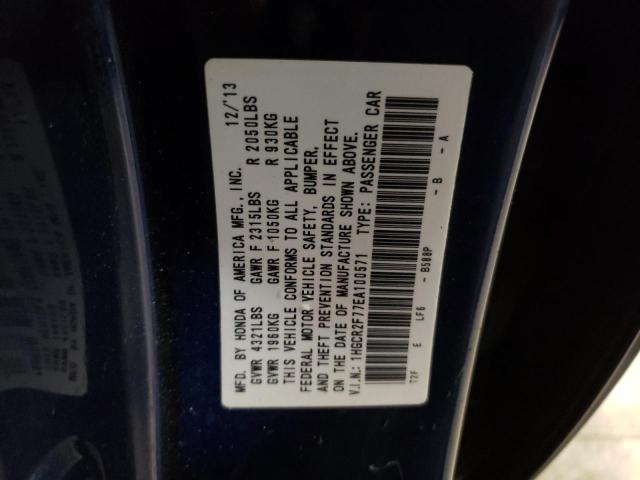 MFD. BY HONDA OF AMERICA MFG., INC. 12/13
GVWR 4321LBS GAWR F 2315LBS R 2050LBS
GVWR 1960KG GAWR F 1050KG R 930KG
THIS VEHICLE CONFORMS TO ALL APPLICABLE
FEDERAL MOTOR VEHICLE SAFETY, BUMPER,
AND THEFT PREVENTION STANDARDS IN EFFECT
ON THE DATE OF MANUFACTURE SHOWN ABOVE.
V.I.N.: 1HGCR2F77EA100571 TYPE: PASSENGER CAR
T2F E LF6 - B588P - B - A